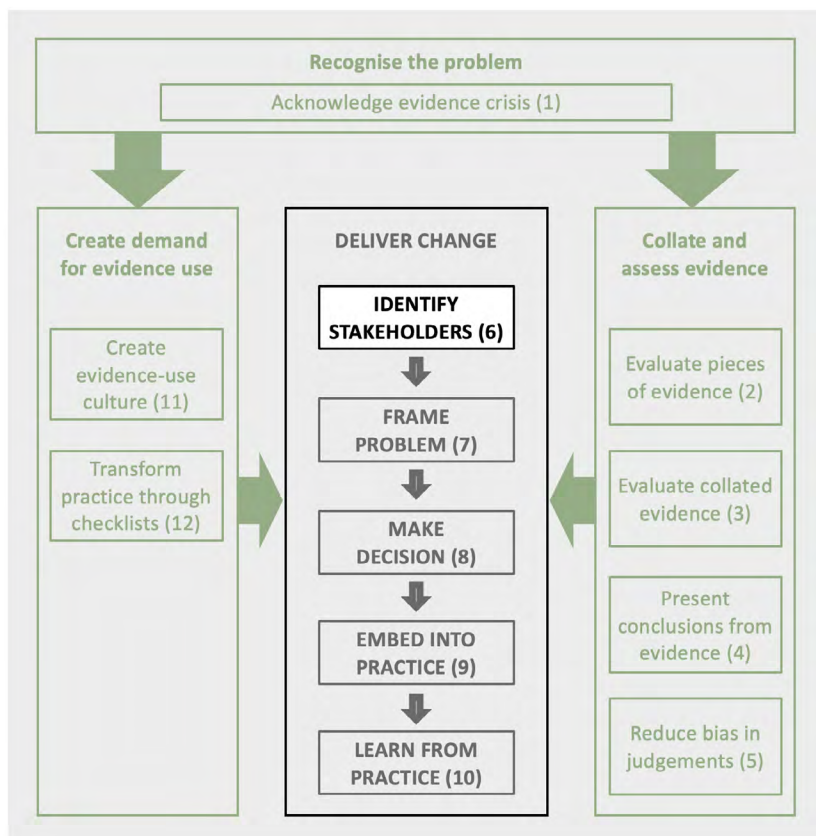 Recognise the problem
Acknowledge evidence crisis (1)
Create demand
for evidence use
Create
evidence-use
culture (11)
Transform
practice through
checklists (12)
DELIVER CHANGE
IDENTIFY
STAKEHOLDERS (6)
FRAME
PROBLEM (7)
MAKE
DECISION (8)
EMBED INTO
PRACTICE (9)
LEARN FROM
PRACTICE (10)
Collate and
assess evidence
Evaluate pieces
of evidence (2)
Evaluate collated
evidence (3)
Present
conclusions from
evidence (4)
Reduce bias in
judgements (5)